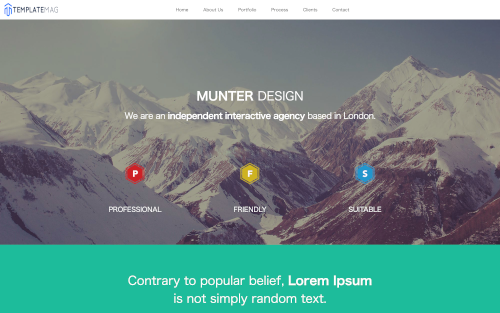 TEMPLATEMAG
Home About Us Portfolio Process Clients Contact
MUNTER DESIGN
We are an independent interactive agency based in London.
P F S
PROFESSIONAL FRIENDLY SUITABLE
Contrary to popular belief, Lorem Ipsum
is not simply random text.